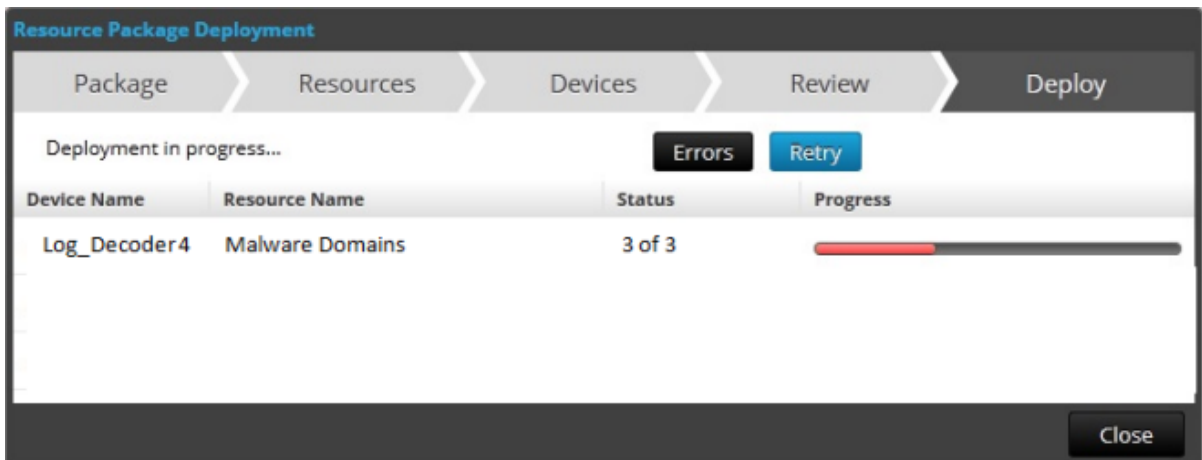 Resource Package Deployment
Package Resources Devices Review Deploy
Deployment in progress... Errors Retry
Device Name Resource Name Status Progress
Log_Decoder4 Malware Domains 3 of 3
Close